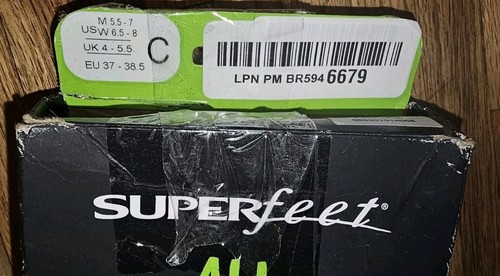 M 5.5 - 7
USW 6.5 - 8
UK 4 - 5.5
EU 37 - 38.5
C
LPN PM BR594 6679
SUPERfeet®